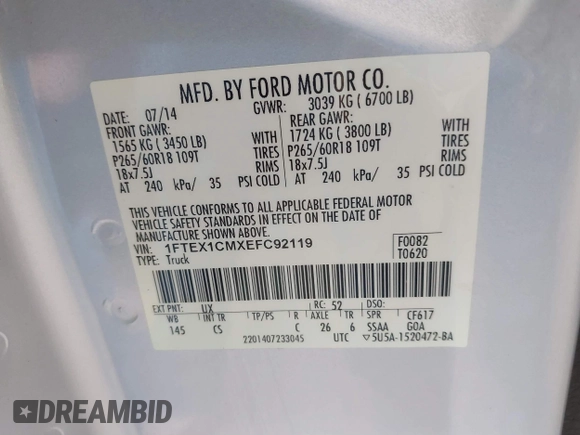 MFD. BY FORD MOTOR CO.
DATE: 07/14 GVWR: 3039 KG ( 6700 LB)
FRONT GAWR: REAR GAWR:
1565 KG ( 3450 LB) WITH 1724 KG ( 3800 LB) WITH
P265/60R18 109T TIRES P265/60R18 109T TIRES
18x7.5J RIMS 18x7.5J RIMS
AT 240 kPa/ 35 PSI COLD AT 240 kPa/ 35 PSI COLD
THIS VEHICLE CONFORMS TO ALL APPLICABLE FEDERAL MOTOR
VEHICLE SAFETY STANDARDS IN EFFECT ON THE DATE OF
MANUFACTURE SHOWN ABOVE.
VIN: 1FTEX1CMXEFC92119 F0082
TYPE: Truck T0620
EXT PNT: UX RC: 52 DSO:
WB INT TR TP/PS R AXLE TR SPR CF617
145 CS C 26 6 SSAA GOA
2201407233045 UTC 5U5A-1520472-BA
DREAMBID